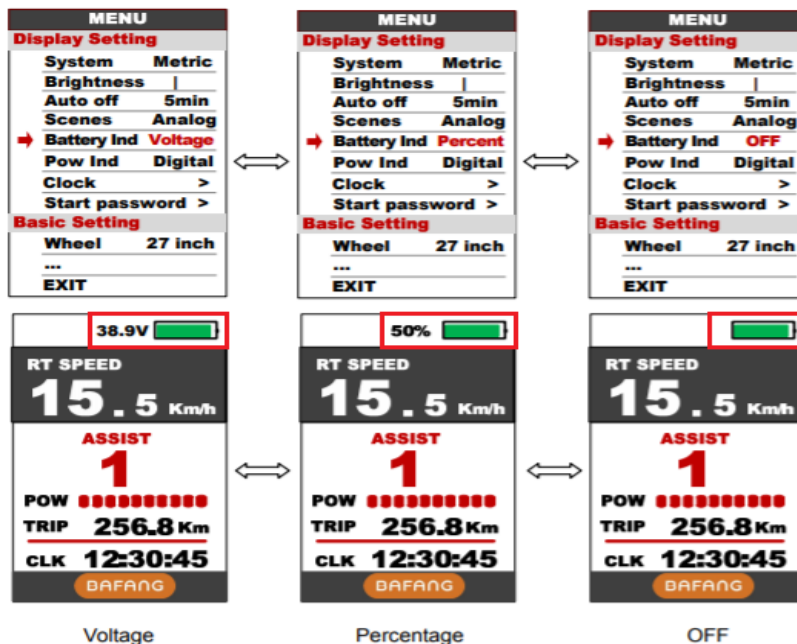 MENU
Display Setting
System Metric
Brightness |
Auto off 5min
Scenes Analog
Battery Ind Voltage
Pow Ind Digital
Clock >
Start password >
Basic Setting
Wheel 27 inch
...
EXIT
MENU
Display Setting
System Metric
Brightness |
Auto off 5min
Scenes Analog
Battery Ind Percent
Pow Ind Digital
Clock >
Start password >
Basic Setting
Wheel 27 inch
...
EXIT
MENU
Display Setting
System Metric
Brightness |
Auto off 5min
Scenes Analog
Battery Ind OFF
Pow Ind Digital
Clock >
Start password >
Basic Setting
Wheel 27 inch
...
EXIT
38.9V
RT SPEED
15.5 Km/h
ASSIST
1
POW
TRIP 256.8 Km
CLK 12:30:45
BAFANG
Voltage
50%
RT SPEED
15.5 Km/h
ASSIST
1
POW
TRIP 256.8 Km
CLK 12:30:45
BAFANG
Percentage
RT SPEED
15.5 Km/h
ASSIST
1
POW
TRIP 256.8 Km
CLK 12:30:45
BAFANG
OFF